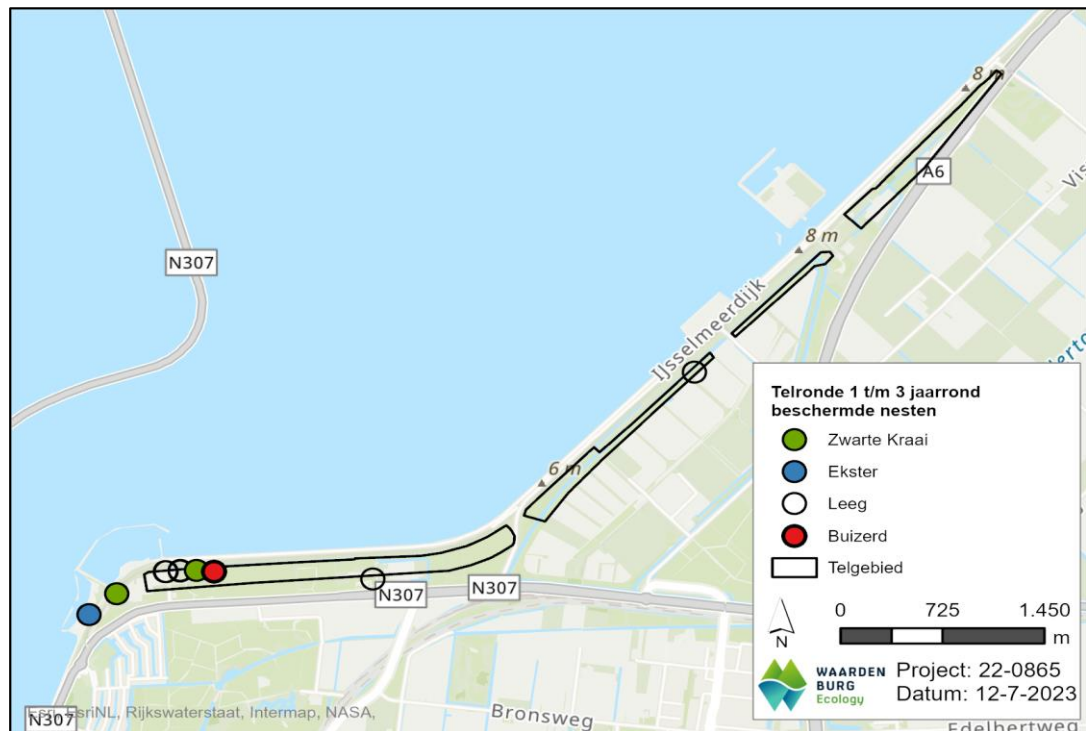 8 m
A6
Vis
N307
8 m
IJsselmeerdijk
6 m
N307
N307
N307
Bronsweg
Edelhertweg
EsriNL, Rijkswaterstaat, Intermap, NASA,
Telronde 1 t/m 3 jaarrond
beschermde nesten
Zwarte Kraai
Ekster
Leeg
Buizerd
Telgebied
N
0 725 1.450
m
WAARDEN
BURG
Ecology
Project: 22-0865
Datum: 12-7-2023